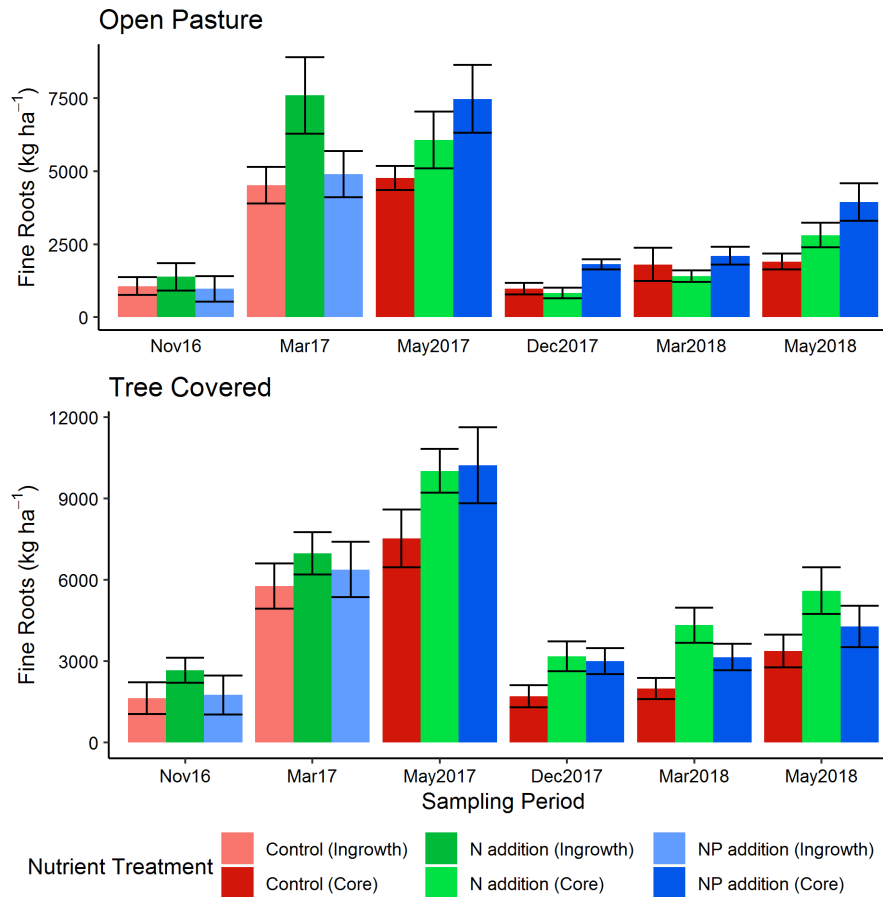 Open Pasture
Fine Roots (kg ha⁻¹)
7500
5000
2500
0
Nov16 Mar17 May2017 Dec2017 Mar2018 May2018
Tree Covered
Fine Roots (kg ha⁻¹)
12000
9000
6000
3000
0
Nov16 Mar17 May2017 Dec2017 Mar2018 May2018
Sampling Period
Nutrient Treatment
Control (Ingrowth) N addition (Ingrowth) NP addition (Ingrowth)
Control (Core) N addition (Core) NP addition (Core)